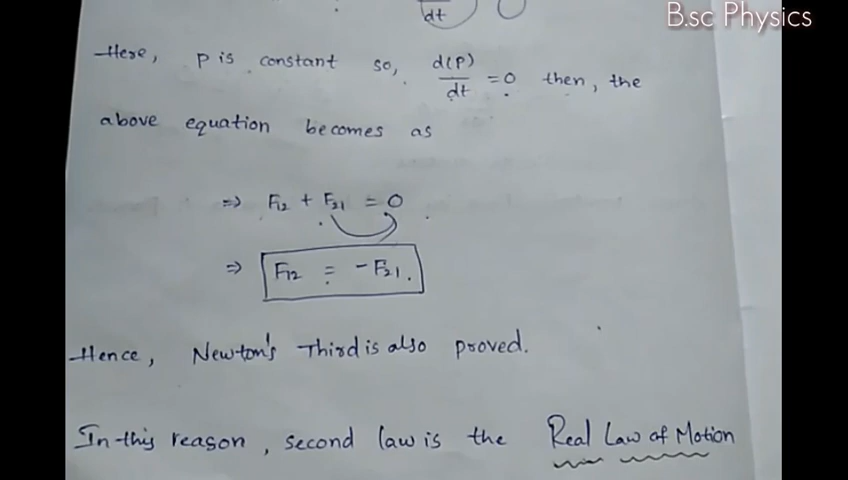 B.sc Physics
dt
Here, P is constant so, d(P)/dt = 0 then, the
above equation becomes as
⇒ F12 + F21 = 0
⇒ F12 = -F21.
Hence, Newton's Third is also proved.
In this reason, second law is the Real Law of Motion